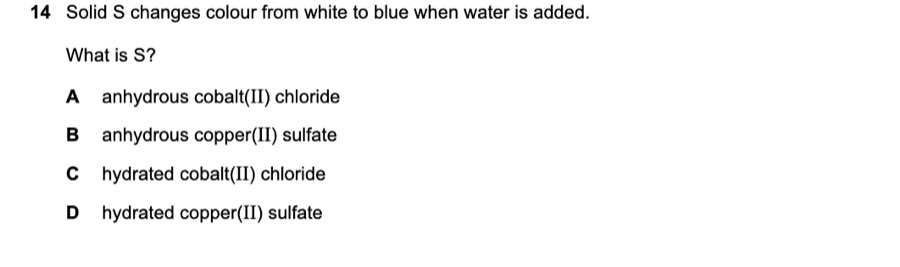 14 Solid S changes colour from white to blue when water is added.
What is S?
A anhydrous cobalt(II) chloride
B anhydrous copper(II) sulfate
C hydrated cobalt(II) chloride
D hydrated copper(II) sulfate